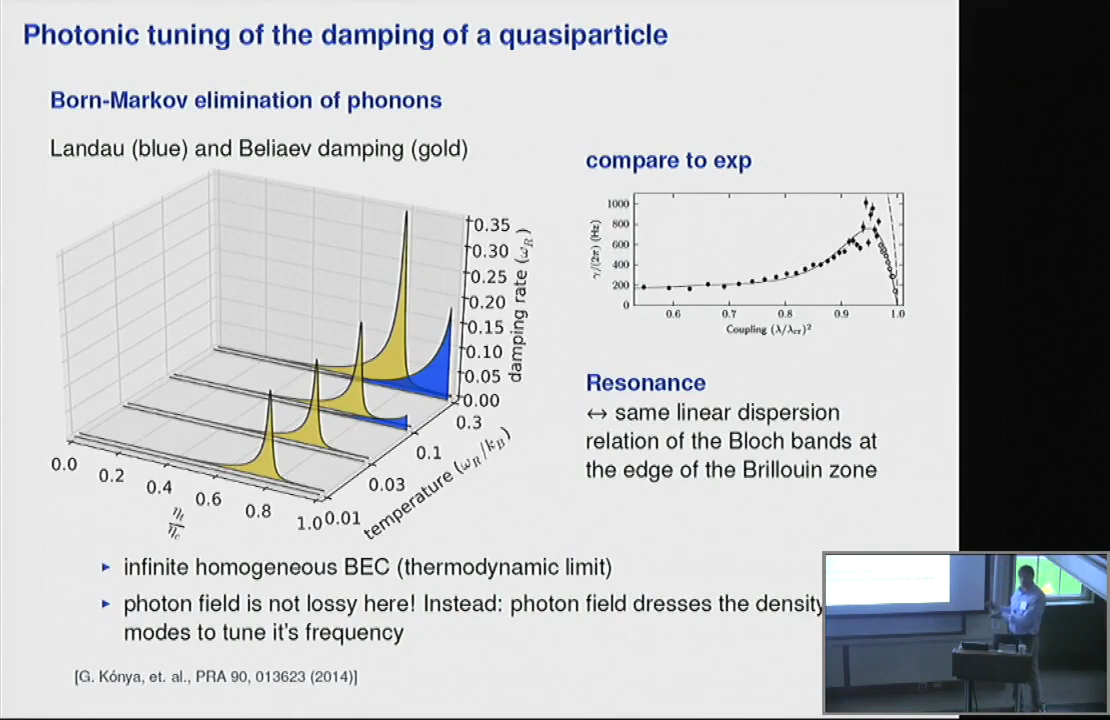 Photonic tuning of the damping of a quasiparticle
Born-Markov elimination of phonons
Landau (blue) and Beliaev damping (gold)
0.35
0.30
0.25
0.20
0.15
0.10
0.05
0.00
damping rate (ω_R)
0.3
0.1
0.03
0.01
temperature (ω_R/k_B)
0.0
0.2
0.4
0.6
0.8
1.0
η_t
η_c
compare to exp
1000
800
600
400
200
0
γ/(2π) (Hz)
0.6 0.7 0.8 0.9 1.0
Coupling (λ/λ_cr)²
Resonance
↔ same linear dispersion
relation of the Bloch bands at
the edge of the Brillouin zone
▸ infinite homogeneous BEC (thermodynamic limit)
▸ photon field is not lossy here! Instead: photon field dresses the density
modes to tune it's frequency
[G. Kónya, et. al., PRA 90, 013623 (2014)]